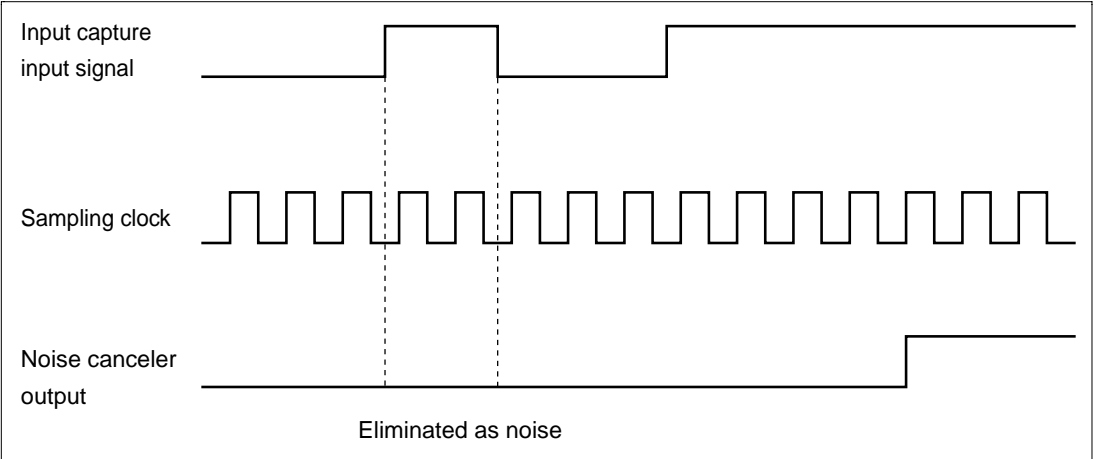 Input capture
input signal
Sampling clock
Noise canceler
output
Eliminated as noise